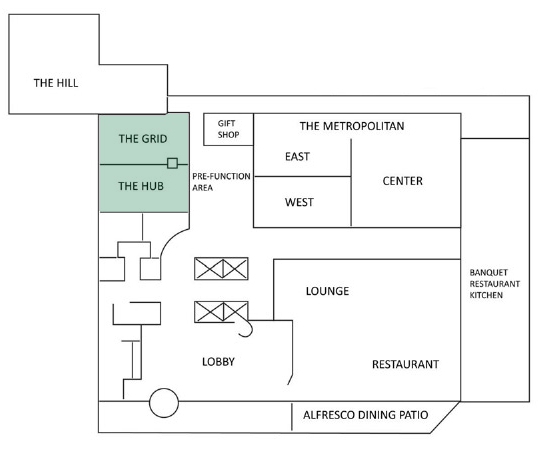 THE HILL
THE GRID
THE HUB
GIFT
SHOP
THE METROPOLITAN
EAST
WEST
CENTER
PRE-FUNCTION
AREA
BANQUET
RESTAURANT
KITCHEN
LOUNGE
LOBBY
RESTAURANT
ALFRESCO DINING PATIO